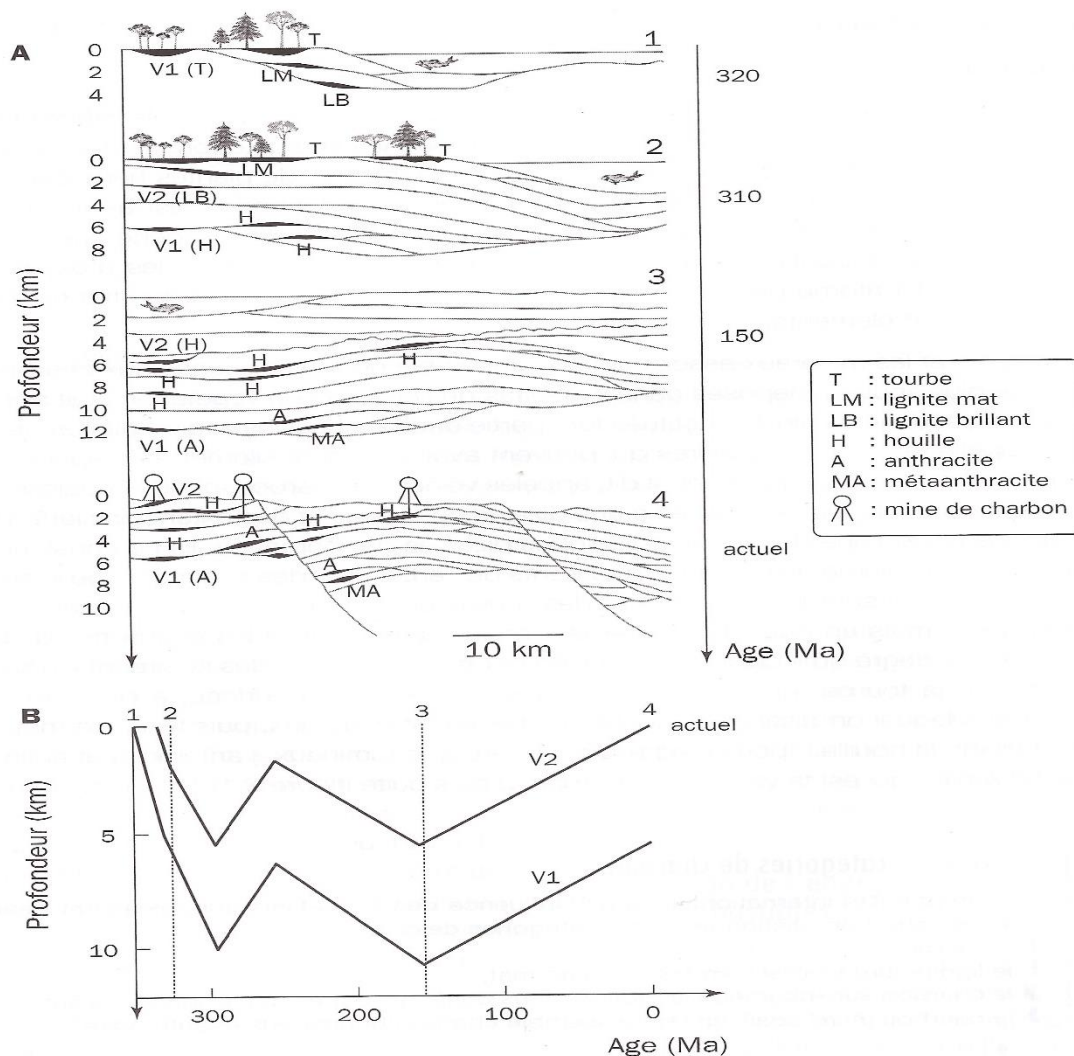 A
Profondeur (km)
0
2
4
T
V1 (T)
LM
LB
1
320
0
2
4
6
8
T
T
LM
V2 (LB)
H
V1 (H)
H
2
310
0
2
4
6
8
10
12
V2 (H)
H
H
H
H
A
V1 (A)
MA
3
150
0
2
4
6
8
10
V2
H
H
H
H
A
V1 (A)
A
MA
4
actuel
10 km
Age (Ma)
T : tourbe
LM : lignite mat
LB : lignite brillant
H : houille
A : anthracite
MA : métaanthracite
: mine de charbon
B
1 2 3 4
actuel
Profondeur (km)
0
5
10
V2
V1
300 200 100 0
Age (Ma)